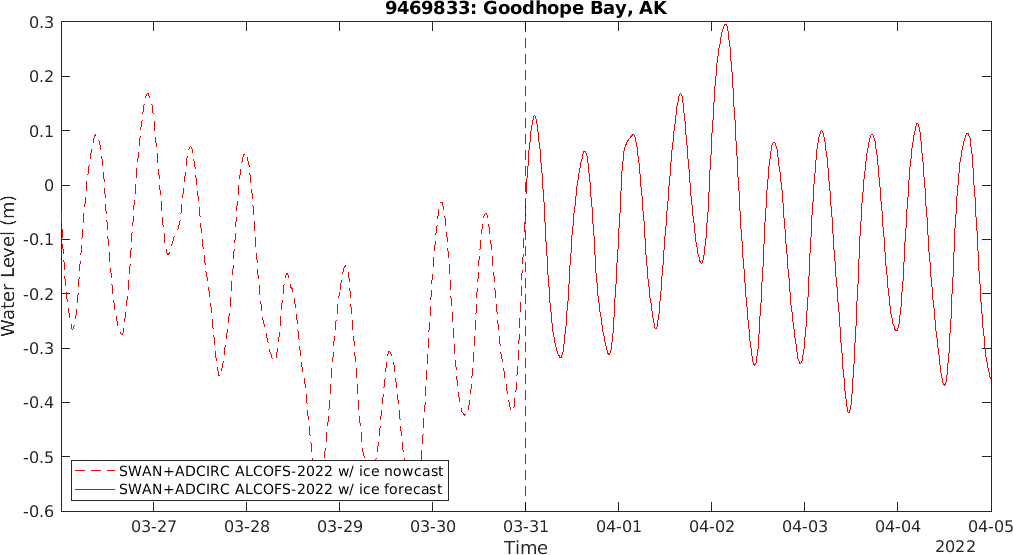 9469833: Goodhope Bay, AK
Water Level (m)
0.3
0.2
0.1
0
-0.1
-0.2
-0.3
-0.4
-0.5
-0.6
SWAN+ADCIRC ALCOFS-2022 w/ ice nowcast
SWAN+ADCIRC ALCOFS-2022 w/ ice forecast
03-27 03-28 03-29 03-30 03-31 04-01 04-02 04-03 04-04 04-05
Time
2022